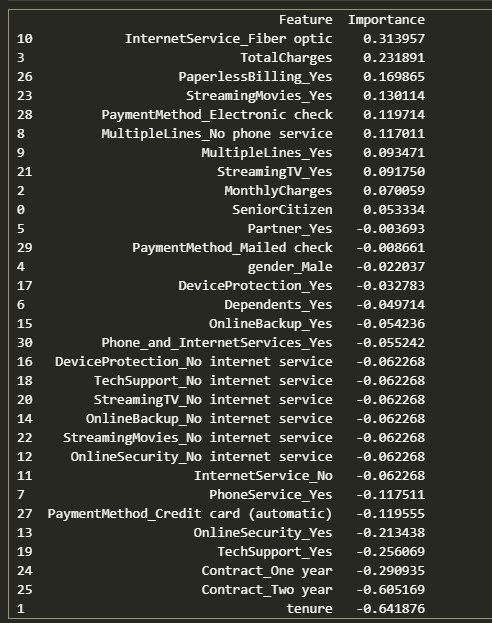 Feature Importance
10 InternetService_Fiber optic 0.313957
3 TotalCharges 0.231891
26 PaperlessBilling_Yes 0.169865
23 StreamingMovies_Yes 0.130114
28 PaymentMethod_Electronic check 0.119714
8 MultipleLines_No phone service 0.117011
9 MultipleLines_Yes 0.093471
21 StreamingTV_Yes 0.091750
2 MonthlyCharges 0.070059
0 SeniorCitizen 0.053334
5 Partner_Yes -0.003693
29 PaymentMethod_Mailed check -0.008661
4 gender_Male -0.022037
17 DeviceProtection_Yes -0.032783
6 Dependents_Yes -0.049714
15 OnlineBackup_Yes -0.054236
30 Phone_and_InternetServices_Yes -0.055242
16 DeviceProtection_No internet service -0.062268
18 TechSupport_No internet service -0.062268
20 StreamingTV_No internet service -0.062268
14 OnlineBackup_No internet service -0.062268
22 StreamingMovies_No internet service -0.062268
12 OnlineSecurity_No internet service -0.062268
11 InternetService_No -0.062268
7 PhoneService_Yes -0.117511
27 PaymentMethod_Credit card (automatic) -0.119555
13 OnlineSecurity_Yes -0.213438
19 TechSupport_Yes -0.256069
24 Contract_One year -0.290935
25 Contract_Two year -0.605169
1 tenure -0.641876